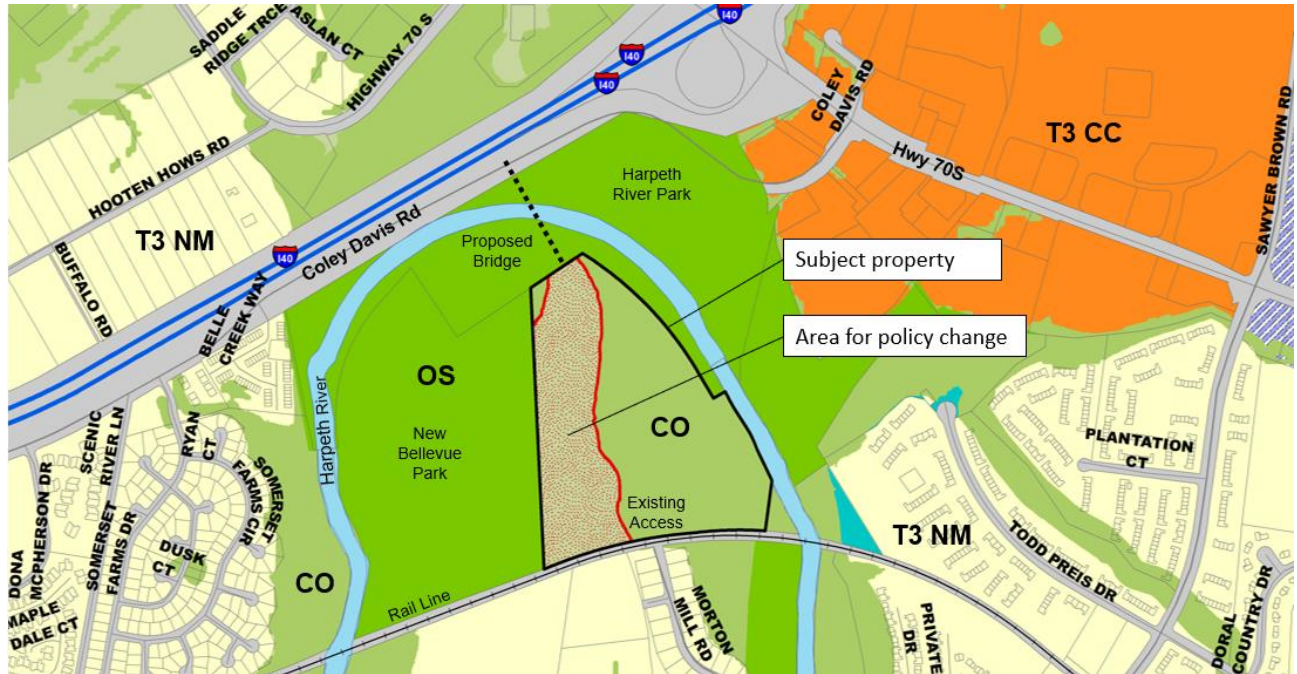 SADDLE
RIDGE TRCE
ASLAN CT
HIGHWAY 70 S
I40
I40
I40
COLEY
DAVIS RD
T3 CC
SAWYER BROWN RD
Hwy 70S
HOOTEN HOWS RD
Harpeth
River Park
T3 NM
Coley Davis Rd
I40
BUFFALO RD
Proposed
Bridge
Subject property
BELLE
CREEK WAY
Area for policy change
OS
CO
Harpeth River
New
Bellevue
Park
SCENIC
RIVER LN
RYAN
CT
SOMERSET
FARMS CIR
PLANTATION
CT
DONA
MCPHERSON DR
SOMERSET
FARMS DR
DUSK
CT
Existing
Access
T3 NM
TODD PREIS DR
CO
MAPLE
DALE CT
Rail Line
MORTON
MILL RD
PRIVATE
DR
DORAL
COUNTRY DR